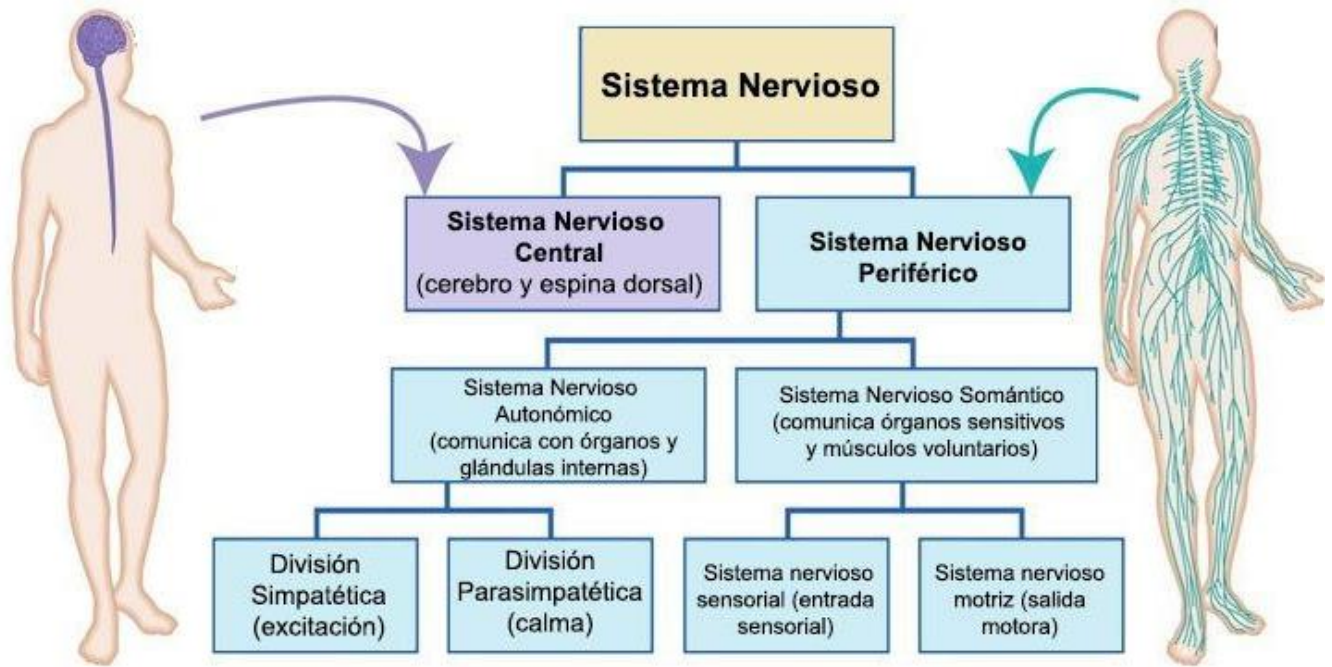 Sistema Nervioso
Sistema Nervioso
Central
(cerebro y espina dorsal)
Sistema Nervioso
Periférico
Sistema Nervioso
Autonómico
(comunica con órganos y
glándulas internas)
Sistema Nervioso Somántico
(comunica órganos sensitivos
y músculos voluntarios)
División
Simpatética
(excitación)
División
Parasimpatética
(calma)
Sistema nervioso
sensorial (entrada
sensorial)
Sistema nervioso
motriz (salida
motora)